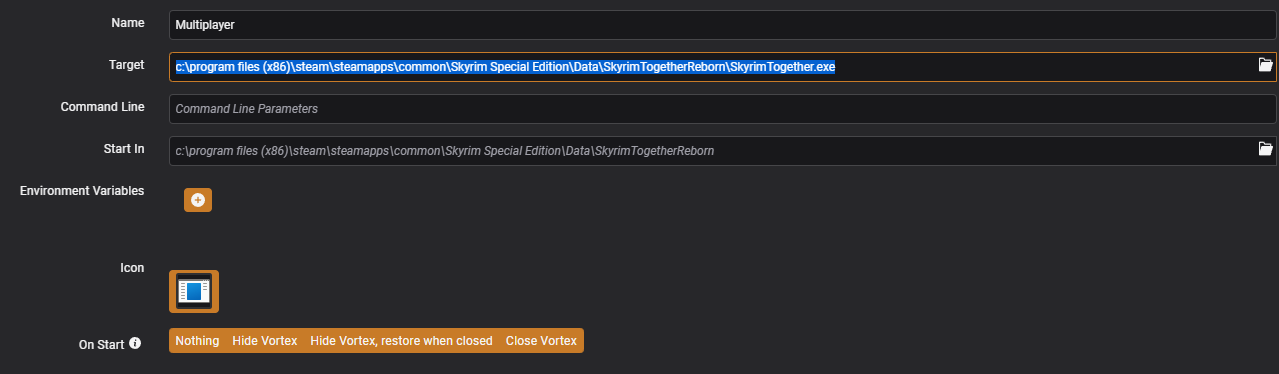 Name Multiplayer
Target c:\program files (x86)\steam\steamapps\common\Skyrim Special Edition\Data\SkyrimTogetherReborn\SkyrimTogether.exe
Command Line Command Line Parameters
Start In c:\program files (x86)\steam\steamapps\common\Skyrim Special Edition\Data\SkyrimTogetherReborn
Environment Variables
Icon
On Start Nothing Hide Vortex Hide Vortex, restore when closed Close Vortex